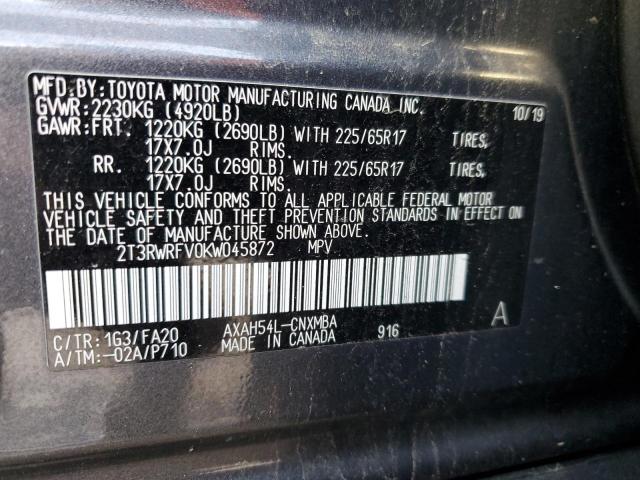 MFD.BY:TOYOTA MOTOR MANUFACTURING CANADA INC.
GVWR:2230KG (4920LB) 10/19
GAWR:FRT. 1220KG (2690LB) WITH 225/65R17 TIRES,
17X7.0J RIMS.
RR. 1220KG (2690LB) WITH 225/65R17 TIRES,
17X7.0J RIMS.
THIS VEHICLE CONFORMS TO ALL APPLICABLE FEDERAL MOTOR
VEHICLE SAFETY AND THEFT PREVENTION STANDARDS IN EFFECT ON
THE DATE OF MANUFACTURE SHOWN ABOVE.
2T3RWRFV0KW045872 MPV
C/TR:1G3/FA20 AXAH54L-CNXMBA 916 A
A/TM:-02A/P710 MADE IN CANADA